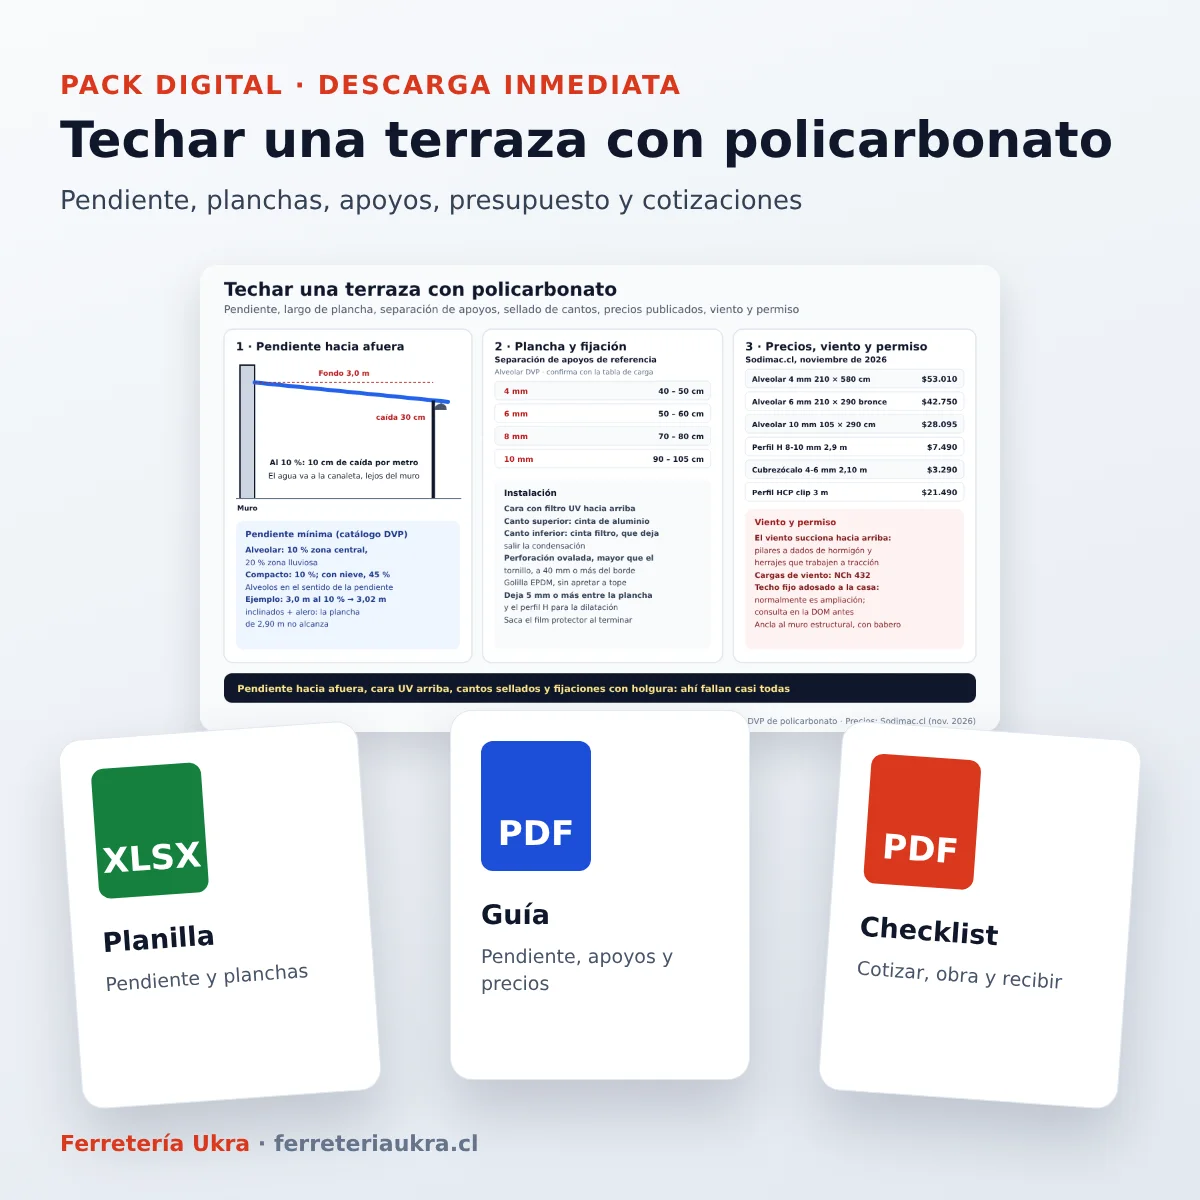 PACK DIGITAL · DESCARGA INMEDIATA
Techar una terraza con policarbonato
Pendiente, planchas, apoyos, presupuesto y cotizaciones
Techar una terraza con policarbonato
Pendiente, largo de plancha, separación de apoyos, sellado de cantos, precios publicados, viento y permiso
1 · Pendiente hacia afuera
Fondo 3,0 m
caída 30 cm
Al 10 %: 10 cm de caída por metro
El agua va a la canaleta, lejos del muro
Muro
Pendiente mínima (catálogo DVP)
Alveolar: 10 % zona central,
20 % zona lluviosa
Compacto: 10 %; con nieve, 45 %
Alveolos en el sentido de la pendiente
Ejemplo: 3,0 m al 10 % → 3,02 m
inclinados + alero: la plancha
de 2,90 m no alcanza
2 · Plancha y fijación
Separación de apoyos de referencia
Alveolar DVP · confirma con la tabla de carga
4 mm 40 – 50 cm
6 mm 50 – 60 cm
8 mm 70 – 80 cm
10 mm 90 – 105 cm
Instalación
Cara con filtro UV hacia arriba
Canto superior: cinta de aluminio
Canto inferior: cinta filtro, que deja
salir la condensación
Perforación ovalada, mayor que el
tornillo, a 40 mm o más del borde
Golilla EPDM, sin apretar a tope
Deja 5 mm o más entre la plancha
y el perfil H para la dilatación
Saca el film protector al terminar
3 · Precios, viento y permiso
Sodimac.cl, noviembre de 2026
Alveolar 4 mm 210 × 580 cm $53.010
Alveolar 6 mm 210 × 290 bronce $42.750
Alveolar 10 mm 105 × 290 cm $28.095
Perfil H 8-10 mm 2,9 m $7.490
Cubrezócalo 4-6 mm 2,10 m $3.290
Perfil HCP clip 3 m $21.490
Viento y permiso
El viento succiona hacia arriba:
pilares a dados de hormigón y
herrajes que trabajen a tracción
Cargas de viento: NCh 432
Techo fijo adosado a la casa:
normalmente es ampliación;
consulta en la DOM antes
Ancla al muro estructural, con babero
Pendiente hacia afuera, cara UV arriba, cantos sellados y fijaciones con holgura: ahí fallan casi todas
DVP de policarbonato · Precios: Sodimac.cl (nov. 2026)
XLSX
Planilla
Pendiente y planchas
PDF
Guía
Pendiente, apoyos y
precios
PDF
Checklist
Cotizar, obra y recibir
Ferretería Ukra · ferreteriaukra.cl